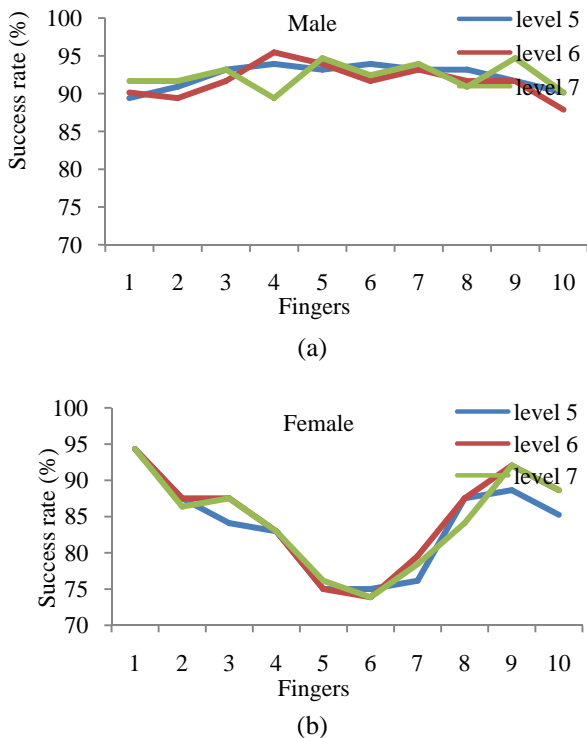 Male
level 5
level 6
level 7
Success rate (%)
100
95
90
85
80
75
70
1 2 3 4 5 6 7 8 9 10
Fingers
(a)
Female
level 5
level 6
level 7
Success rate (%)
100
95
90
85
80
75
70
1 2 3 4 5 6 7 8 9 10
Fingers
(b)